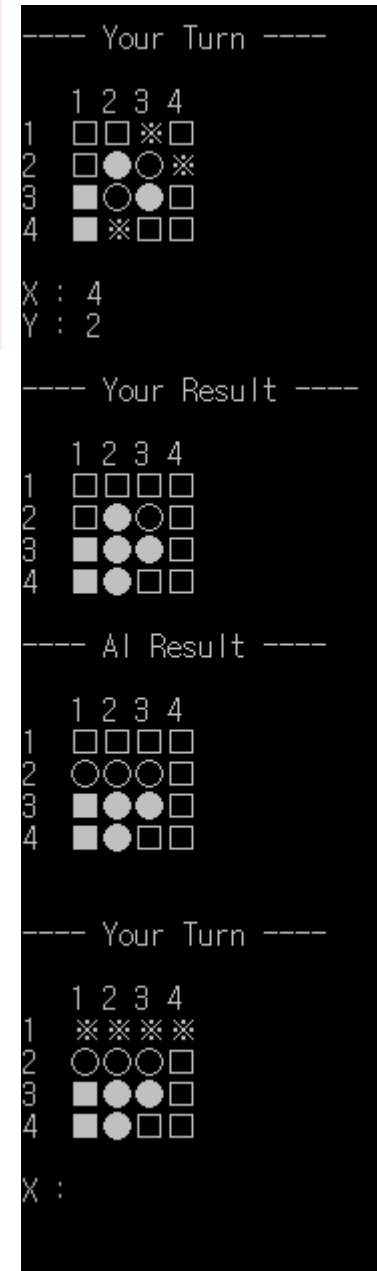 ---- Your Turn ----
1 2 3 4
1 □□※□
2 □●○※
3 ■○●□
4 ■※□□
X : 4
Y : 2
---- Your Result ----
1 2 3 4
1 □□□□
2 □●○□
3 ■●●□
4 ■●□□
---- AI Result ----
1 2 3 4
1 □□□□
2 ○○○□
3 ■●●□
4 ■●□□
---- Your Turn ----
1 2 3 4
1 ※※※※
2 ○○○□
3 ■●●□
4 ■●□□
X :